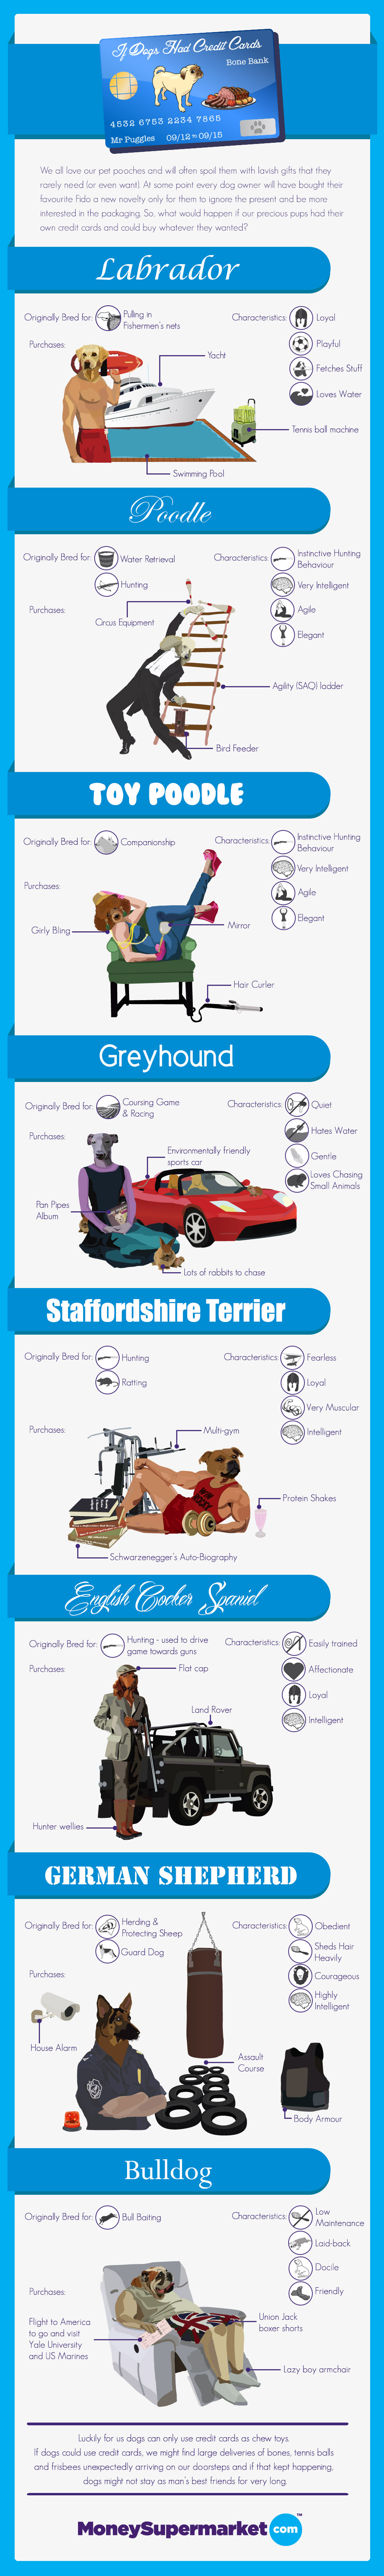 If Dogs Had Credit Cards
Bone Bank
4532 6753 2234 7865
Mr Puggles 09/12 to 09/15
We all love our pet pooches and will often spoil them with lavish gifts that they
rarely need (or even want). At some point every dog owner will have bought their
favourite Fido a new novelty only for them to ignore the present and be more
interested in the packaging. So, what would happen if our precious pups had their
own credit cards and could buy whatever they wanted?
Labrador
Originally Bred for:
Pulling in
Fishermen's nets
Characteristics:
Loyal
Playful
Fetches Stuff
Loves Water
Purchases:
Yacht
Tennis ball machine
Swimming Pool
Poodle
Originally Bred for:
Water Retrieval
Hunting
Characteristics:
Instinctive Hunting
Behaviour
Very Intelligent
Agile
Elegant
Purchases:
Circus Equipment
Agility (SAQ) ladder
Bird Feeder
TOY POODLE
Originally Bred for:
Companionship
Characteristics:
Instinctive Hunting
Behaviour
Very Intelligent
Agile
Elegant
Purchases:
Girly Bling
Mirror
Hair Curler
Greyhound
Originally Bred for:
Coursing Game
& Racing
Characteristics:
Quiet
Hates Water
Gentle
Loves Chasing
Small Animals
Purchases:
Environmentally friendly
sports car
Pan Pipes
Album
Lots of rabbits to chase
Staffordshire Terrier
Originally Bred for:
Hunting
Ratting
Characteristics:
Fearless
Loyal
Very Muscular
Intelligent
Purchases:
Multi-gym
Protein Shakes
Schwarzenegger's Auto-Biography
English Cocker Spaniel
Originally Bred for:
Hunting - used to drive
game towards guns
Characteristics:
Easily trained
Affectionate
Loyal
Intelligent
Purchases:
Flat cap
Land Rover
Hunter wellies
GERMAN SHEPHERD
Originally Bred for:
Herding &
Protecting Sheep
Guard Dog
Characteristics:
Obedient
Sheds Hair
Heavily
Courageous
Highly
Intelligent
Purchases:
House Alarm
Assault
Course
Body Armour
Bulldog
Originally Bred for:
Bull Baiting
Characteristics:
Low
Maintenance
Laid-back
Docile
Friendly
Purchases:
Flight to America
to go and visit
Yale University
and US Marines
Union Jack
boxer shorts
Lazy boy armchair
Luckily for us dogs can only use credit cards as chew toys.
If dogs could use credit cards, we might find large deliveries of bones, tennis balls
and frisbees unexpectedly arriving on our doorsteps and if that kept happening,
dogs might not stay as man's best friends for very long.
MoneySupermarket.com™